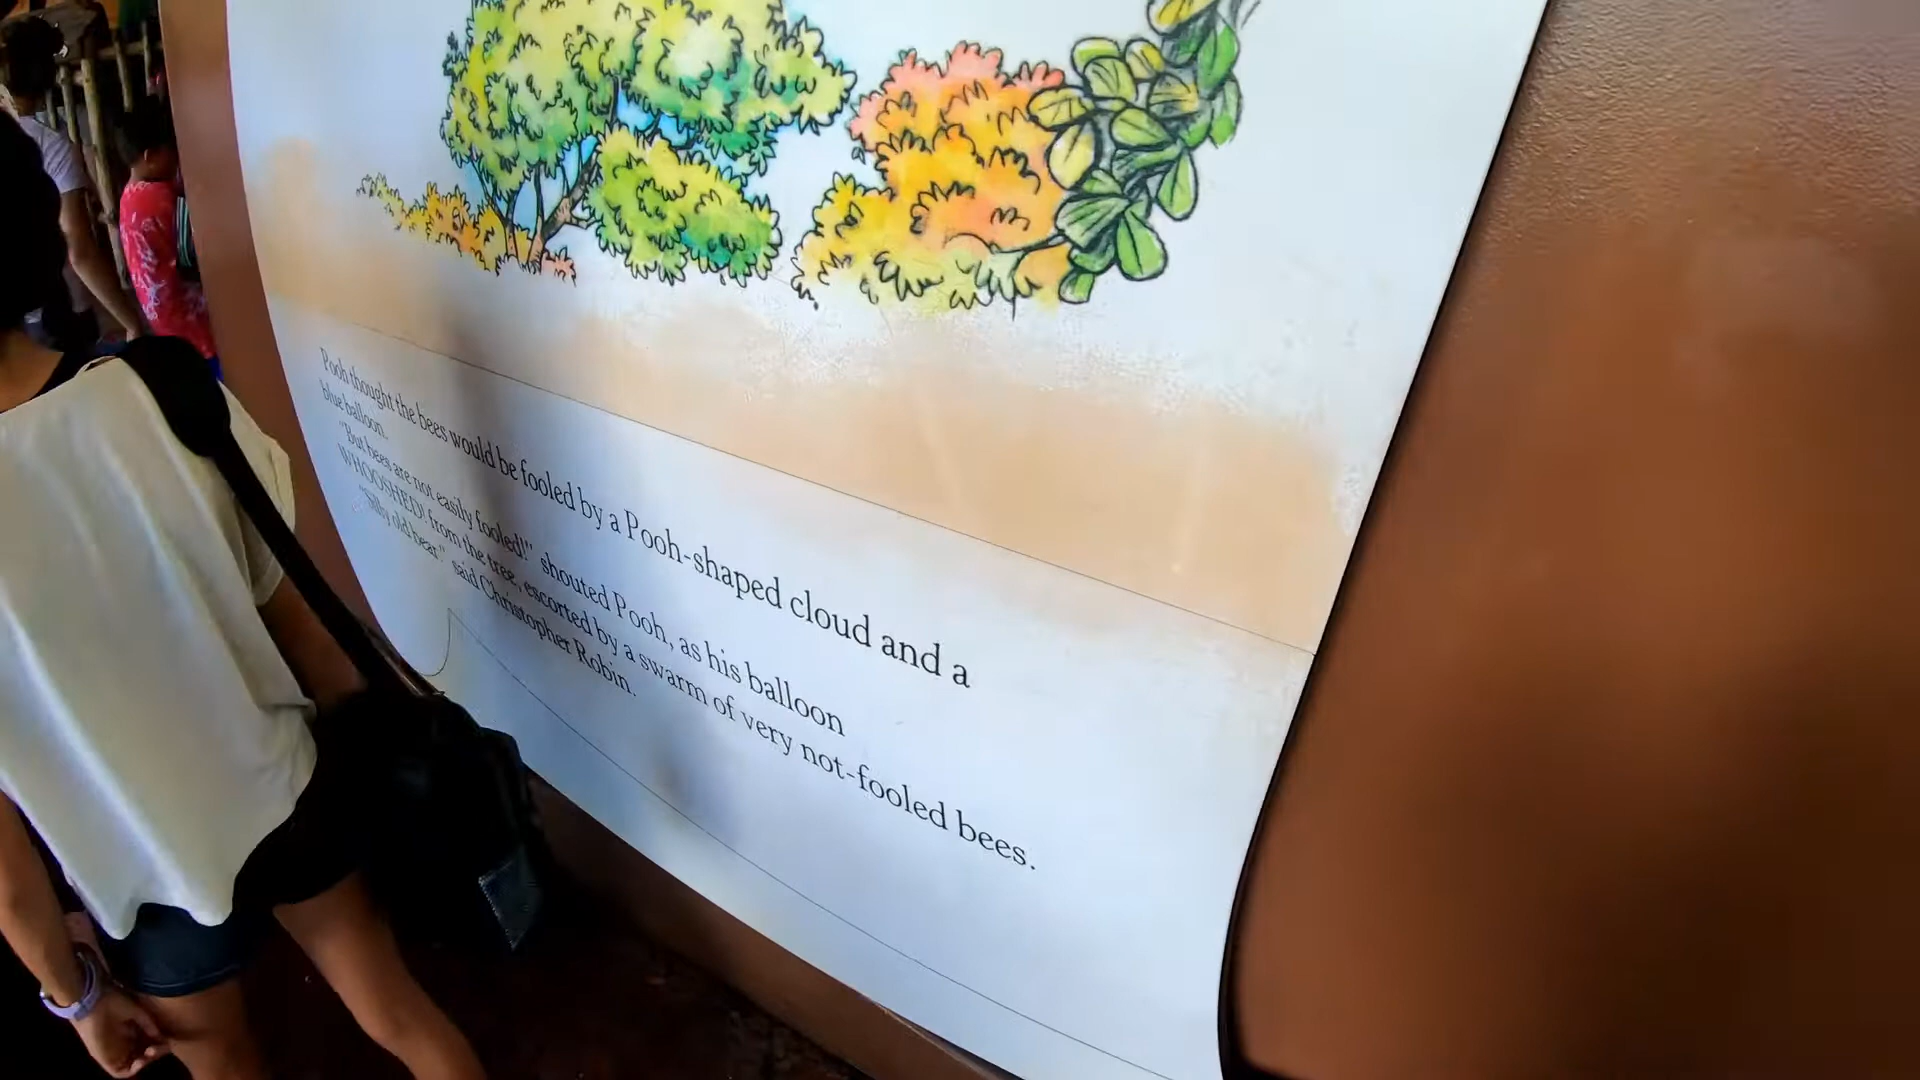 Pooh thought the bees would be fooled by a Pooh-shaped cloud and a
blue balloon.
"But bees are not easily fooled!" shouted Pooh, as his balloon
WHOOSHED! from the tree, escorted by a swarm of very not-fooled bees.
"Silly old bear." said Christopher Robin.